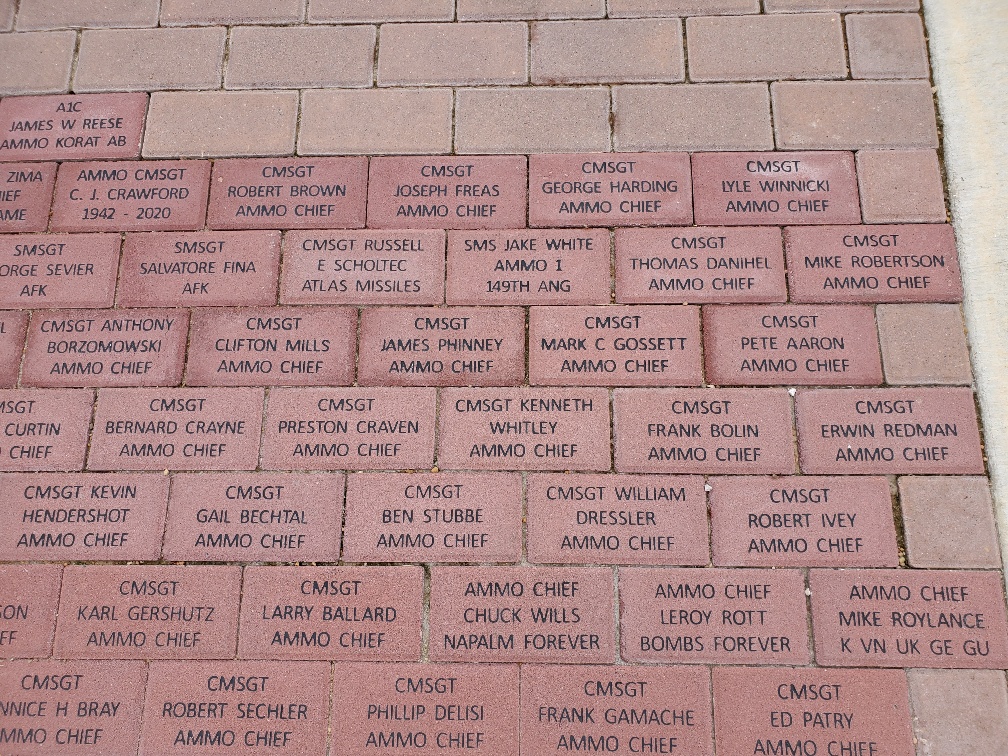 A1C
JAMES W REESE
AMMO KORAT AB
ZIMA
AMMO CMSGT
C. J. CRAWFORD
1942 - 2020
CMSGT
ROBERT BROWN
AMMO CHIEF
CMSGT
JOSEPH FREAS
AMMO CHIEF
CMSGT
GEORGE HARDING
AMMO CHIEF
CMSGT
LYLE WINNICKI
AMMO CHIEF
SMSGT
SEVIER
AFK
SMSGT
SALVATORE FINA
AFK
CMSGT RUSSELL
E SCHOLTEC
ATLAS MISSILES
SMS JAKE WHITE
AMMO 1
149TH ANG
CMSGT
THOMAS DANIHEL
AMMO CHIEF
CMSGT
MIKE ROBERTSON
AMMO CHIEF
CMSGT ANTHONY
BORZOMOWSKI
AMMO CHIEF
CMSGT
CLIFTON MILLS
AMMO CHIEF
CMSGT
JAMES PHINNEY
AMMO CHIEF
CMSGT
MARK C GOSSETT
AMMO CHIEF
CMSGT
PETE AARON
AMMO CHIEF
CURTIN
CHIEF
CMSGT
BERNARD CRAYNE
AMMO CHIEF
CMSGT
PRESTON CRAVEN
AMMO CHIEF
CMSGT KENNETH
WHITLEY
AMMO CHIEF
CMSGT
FRANK BOLIN
AMMO CHIEF
CMSGT
ERWIN REDMAN
AMMO CHIEF
CMSGT KEVIN
HENDERSHOT
AMMO CHIEF
CMSGT
GAIL BECHTAL
AMMO CHIEF
CMSGT
BEN STUBBE
AMMO CHIEF
CMSGT WILLIAM
DRESSLER
AMMO CHIEF
CMSGT
ROBERT IVEY
AMMO CHIEF
CMSGT
KARL GERSHUTZ
AMMO CHIEF
CMSGT
LARRY BALLARD
AMMO CHIEF
AMMO CHIEF
CHUCK WILLS
NAPALM FOREVER
AMMO CHIEF
LEROY ROTT
BOMBS FOREVER
AMMO CHIEF
MIKE ROYLANCE
K VN UK GE GU
CMSGT
H BRAY
CHIEF
CMSGT
ROBERT SECHLER
AMMO CHIEF
CMSGT
PHILLIP DELISI
AMMO CHIEF
CMSGT
FRANK GAMACHE
AMMO CHIEF
CMSGT
ED PATRY
AMMO CHIEF